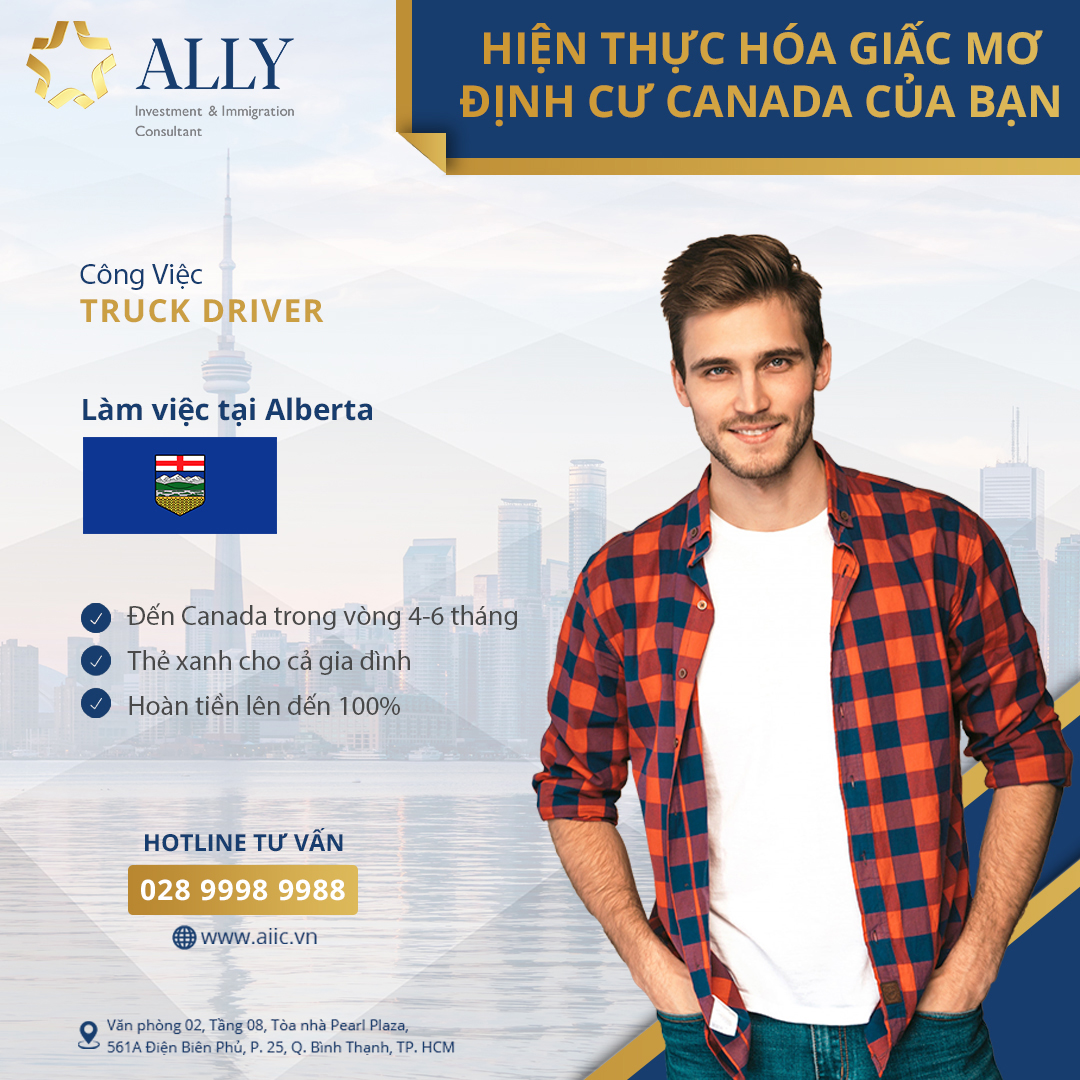 ALLY
Investment & Immigration
Consultant
HIỆN THỰC HÓA GIẤC MƠ
ĐỊNH CƯ CANADA CỦA BẠN
Công Việc
TRUCK DRIVER
Làm việc tại Alberta
Đến Canada trong vòng 4-6 tháng
Thẻ xanh cho cả gia đình
Hoàn tiền lên đến 100%
HOTLINE TƯ VẤN
028 9998 9988
www.aiic.vn
Văn phòng 02, Tầng 08, Tòa nhà Pearl Plaza,
561A Điện Biên Phủ, P. 25, Q. Bình Thạnh, TP. HCM